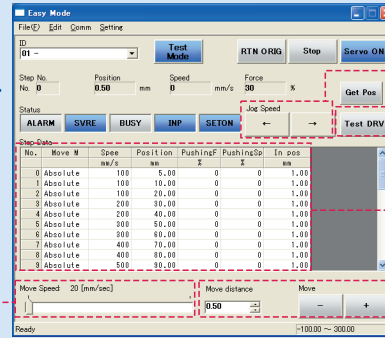 Easy Mode
File(F) Edit Comm Setting
ID
01 -
Test Mode
RTN ORIG
Stop
Servo ON
Step No. Position Speed Force
No. 0 0.50 mm 0 mm/s 30 %
Get Pos
Status
Jog Speed
ALARM SVRE BUSY INP SETON
← →
Test DRV
Step Data
No. Move M Spee Position PushingF PushingSp In pos
mm/s mm % % mm
0 Absolute 100 5.00 0 0 1.00
1 Absolute 100 10.00 0 0 1.00
2 Absolute 100 20.00 0 0 1.00
3 Absolute 200 30.00 0 0 1.00
4 Absolute 200 40.00 0 0 1.00
5 Absolute 300 50.00 0 0 1.00
6 Absolute 300 60.00 0 0 1.00
7 Absolute 400 70.00 0 0 1.00
8 Absolute 400 80.00 0 0 1.00
9 Absolute 500 90.00 0 0 1.00
Move Speed: 20 [mm/sec]
Move distance
Move
0.50
- +
Ready
-100.00 ~ 300.00